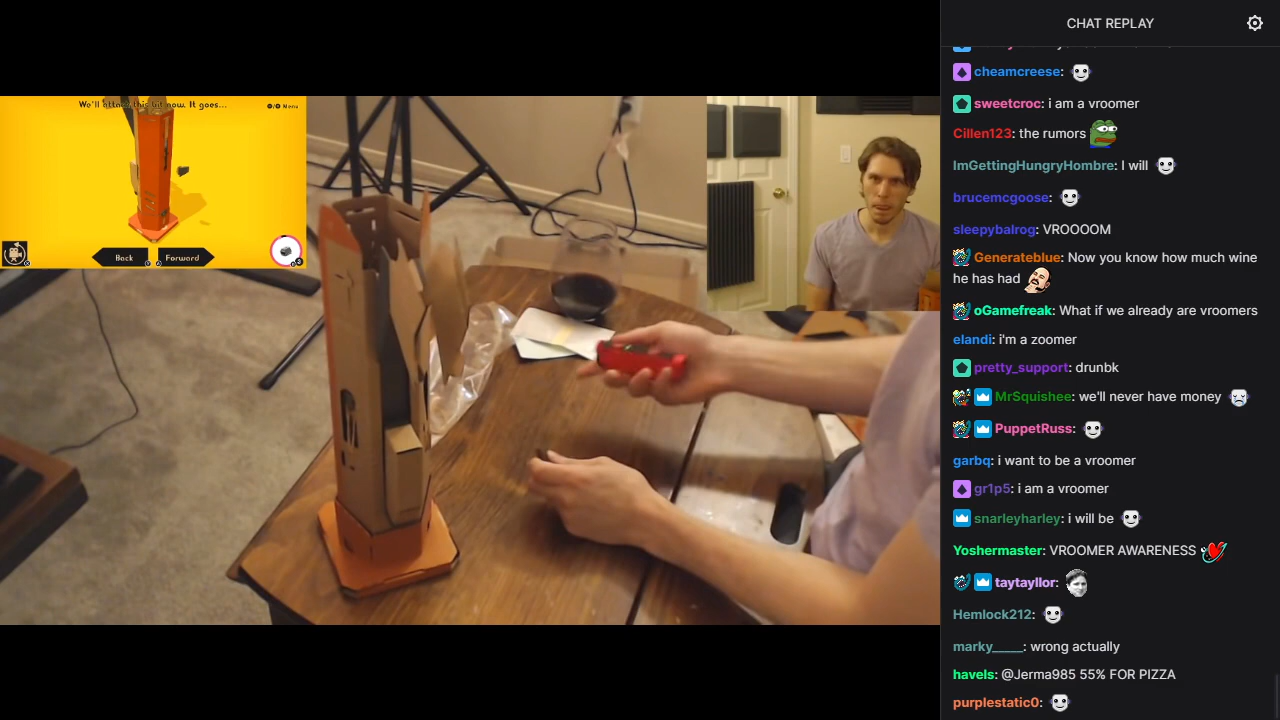 We'll attach this bit now. It goes...
Menu
Back
Forward
CHAT REPLAY
cheamcreese:
sweetcroc: i am a vroomer
Cillen123: the rumors
ImGettingHungryHombre: I will
brucemcgoose:
sleepybalrog: VROOOOM
Generateblue: Now you know how much wine
he has had
oGamefreak: What if we already are vroomers
elandi: i'm a zoomer
pretty_support: drunbk
MrSquishee: we'll never have money
PuppetRuss:
garbq: i want to be a vroomer
gr1p5: i am a vroomer
snarleyharley: i will be
Yoshermaster: VROOMER AWARENESS
taytayllor:
Hemlock212:
marky_____: wrong actually
havels: @Jerma985 55% FOR PIZZA
purplestatic0: